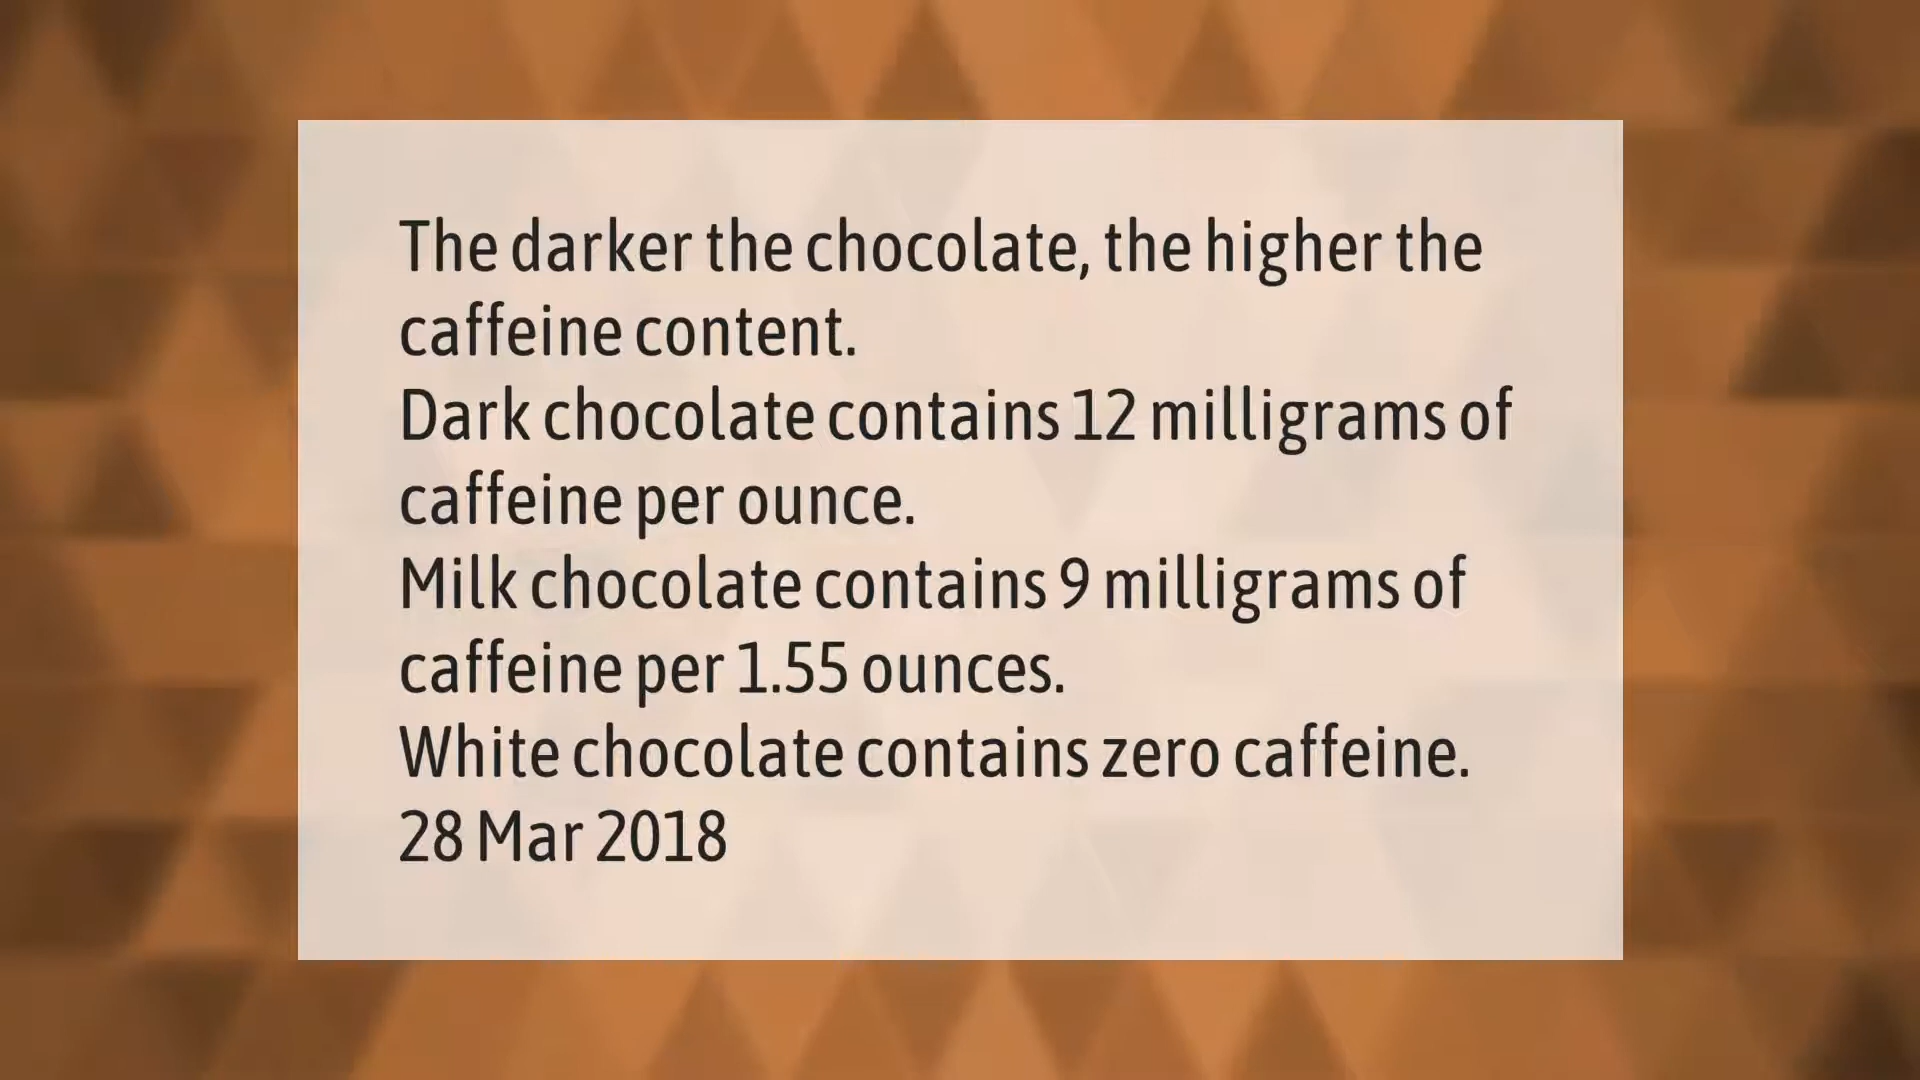 The darker the chocolate, the higher the
caffeine content.
Dark chocolate contains 12 milligrams of
caffeine per ounce.
Milk chocolate contains 9 milligrams of
caffeine per 1.55 ounces.
White chocolate contains zero caffeine.
28 Mar 2018